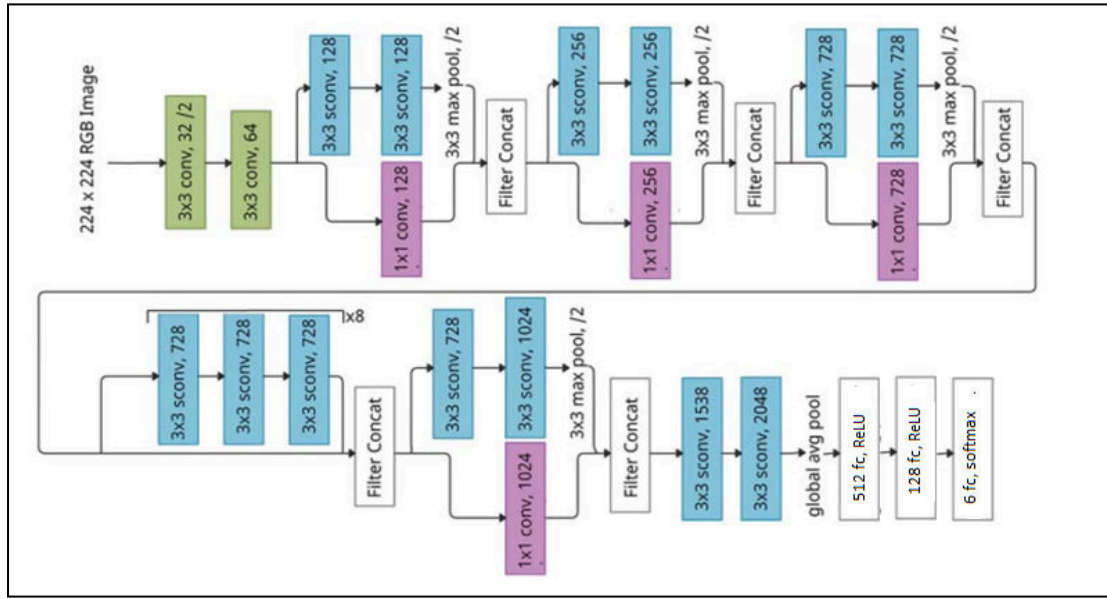 224 x 224 RGB Image
3x3 conv, 32 /2
3x3 conv, 64
3x3 sconv, 128
3x3 sconv, 128
3x3 max pool, /2
1x1 conv, 128
Filter Concat
3x3 sconv, 256
3x3 sconv, 256
3x3 max pool, /2
1x1 conv, 256
Filter Concat
3x3 sconv, 728
3x3 sconv, 728
3x3 max pool, /2
1x1 conv, 728
Filter Concat
3x3 sconv, 728
3x3 sconv, 728
3x3 sconv, 728
x8
Filter Concat
3x3 sconv, 728
3x3 sconv, 1024
3x3 max pool, /2
1x1 conv, 1024
Filter Concat
3x3 sconv, 1538
3x3 sconv, 2048
global avg pool
512 fc, ReLU
128 fc, ReLU
6 fc, softmax